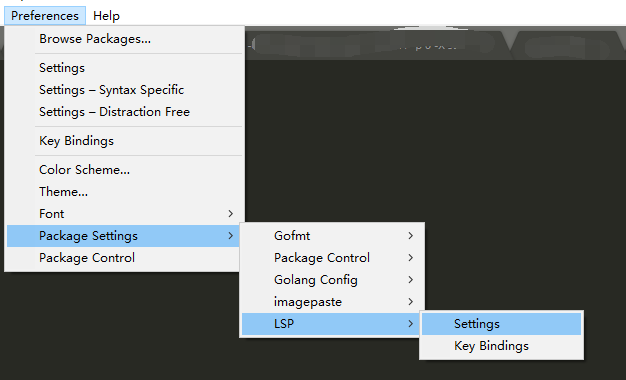 Preferences Help
Browse Packages...
Settings
Settings – Syntax Specific
Settings – Distraction Free
Key Bindings
Color Scheme...
Theme...
Font
Package Settings
Package Control
Gofmt
Package Control
Golang Config
imagepaste
LSP
Settings
Key Bindings